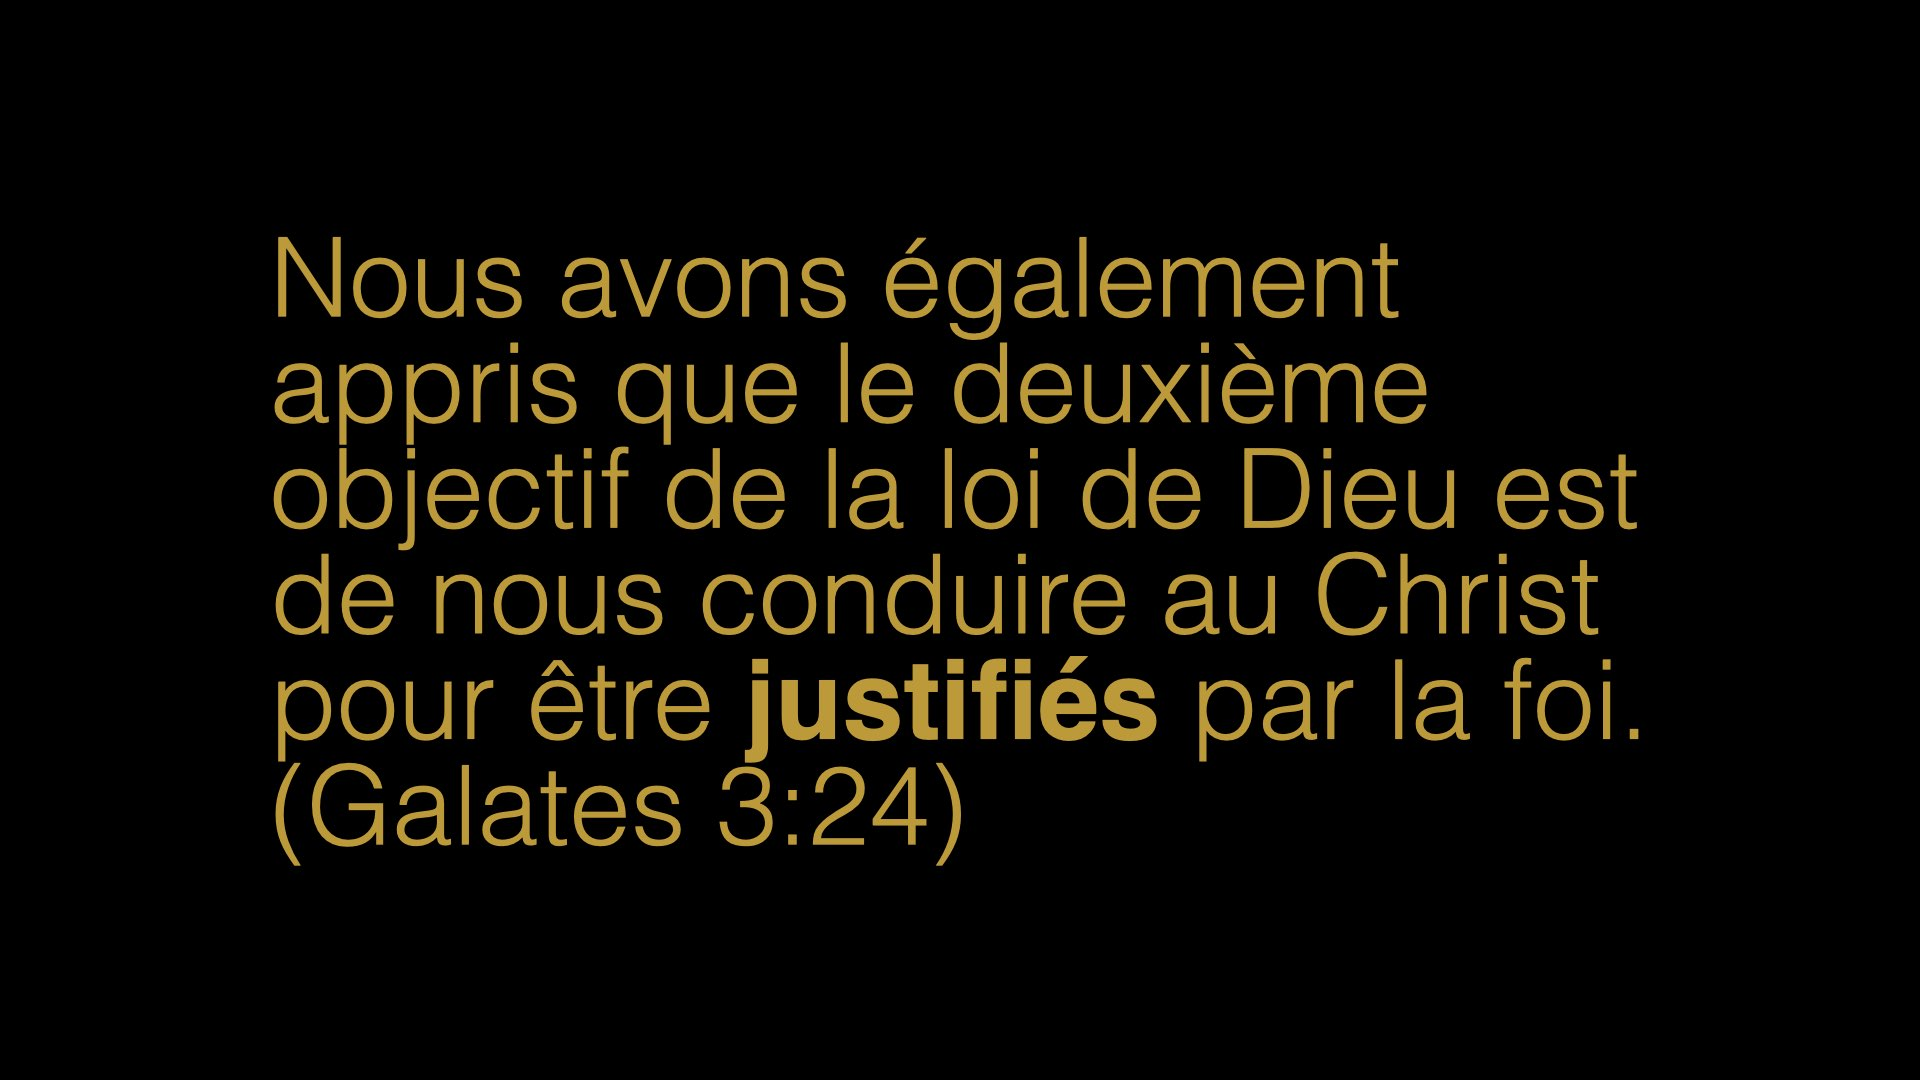 Nous avons également
appris que le deuxième
objectif de la loi de Dieu est
de nous conduire au Christ
pour être justifiés par la foi.
(Galates 3:24)